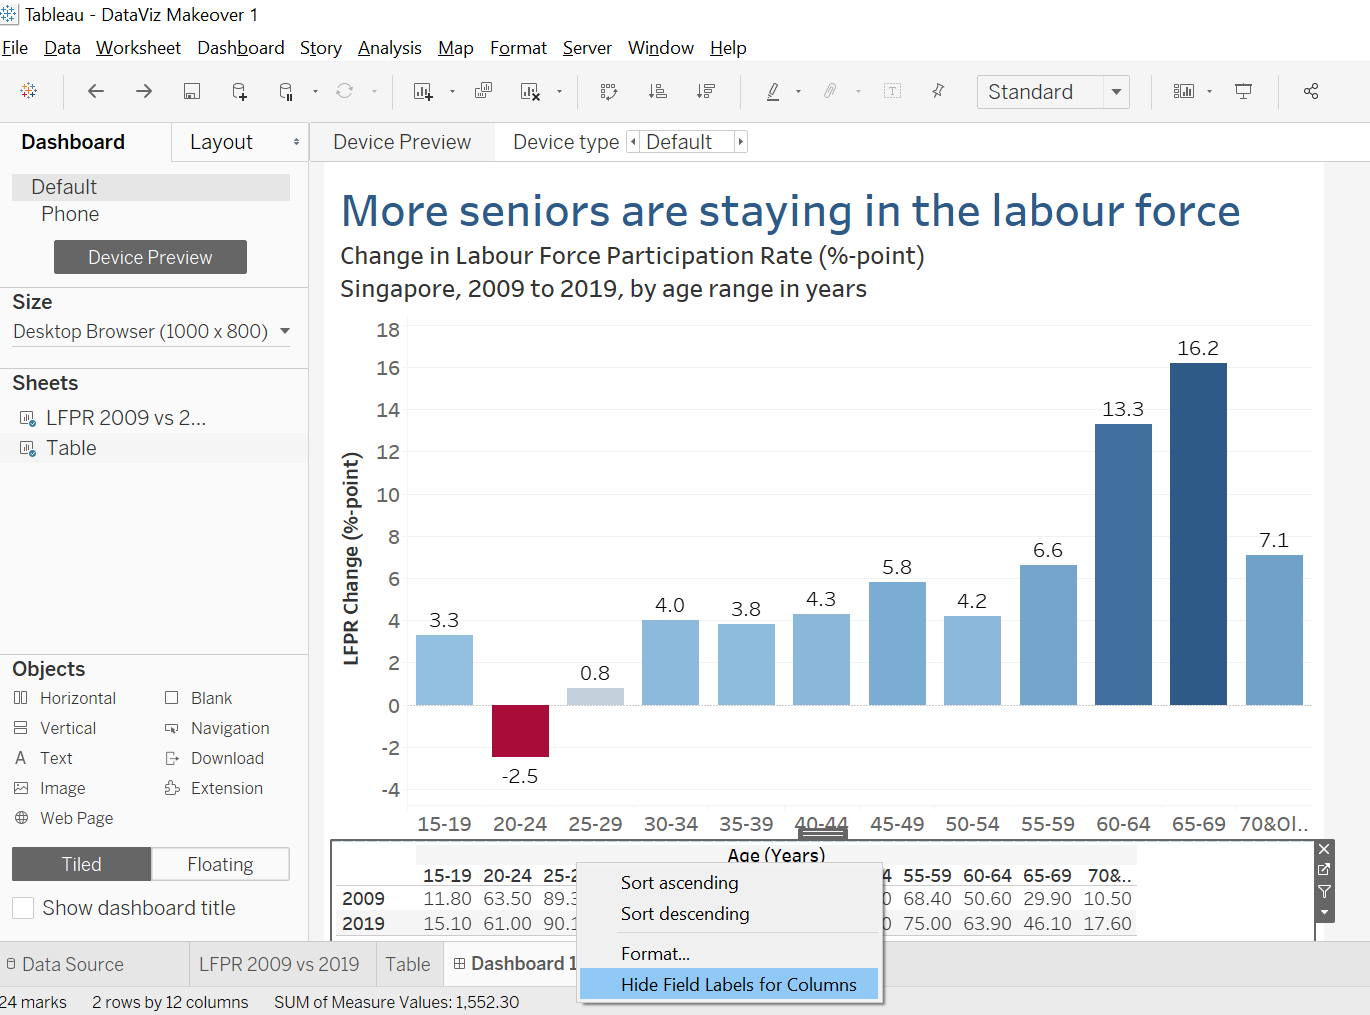 Tableau - DataViz Makeover 1
File Data Worksheet Dashboard Story Analysis Map Format Server Window Help
Standard
Dashboard Layout
Device Preview Device type Default
Default
Phone
Device Preview
Size
Desktop Browser (1000 x 800)
Sheets
LFPR 2009 vs 2...
Table
Objects
Horizontal Blank
Vertical Navigation
A Text Download
Image Extension
Web Page
Tiled Floating
Show dashboard title
More seniors are staying in the labour force
Change in Labour Force Participation Rate (%-point)
Singapore, 2009 to 2019, by age range in years
LFPR Change (%-point)
18
16
14
12
10
8
6
4
2
0
-2
-4
3.3
-2.5
0.8
4.0
3.8
4.3
5.8
4.2
6.6
13.3
16.2
7.1
15-19 20-24 25-29 30-34 35-39 40-44 45-49 50-54 55-59 60-64 65-69 70&Ol..
Age (Years)
15-19 20-24 25-2 4 55-59 60-64 65-69 70&..
2009 11.80 63.50 89.3 0 68.40 50.60 29.90 10.50
2019 15.10 61.00 90.1 0 75.00 63.90 46.10 17.60
Sort ascending
Sort descending
Format...
Hide Field Labels for Columns
Data Source LFPR 2009 vs 2019 Table Dashboard 1
24 marks 2 rows by 12 columns SUM of Measure Values: 1,552.30